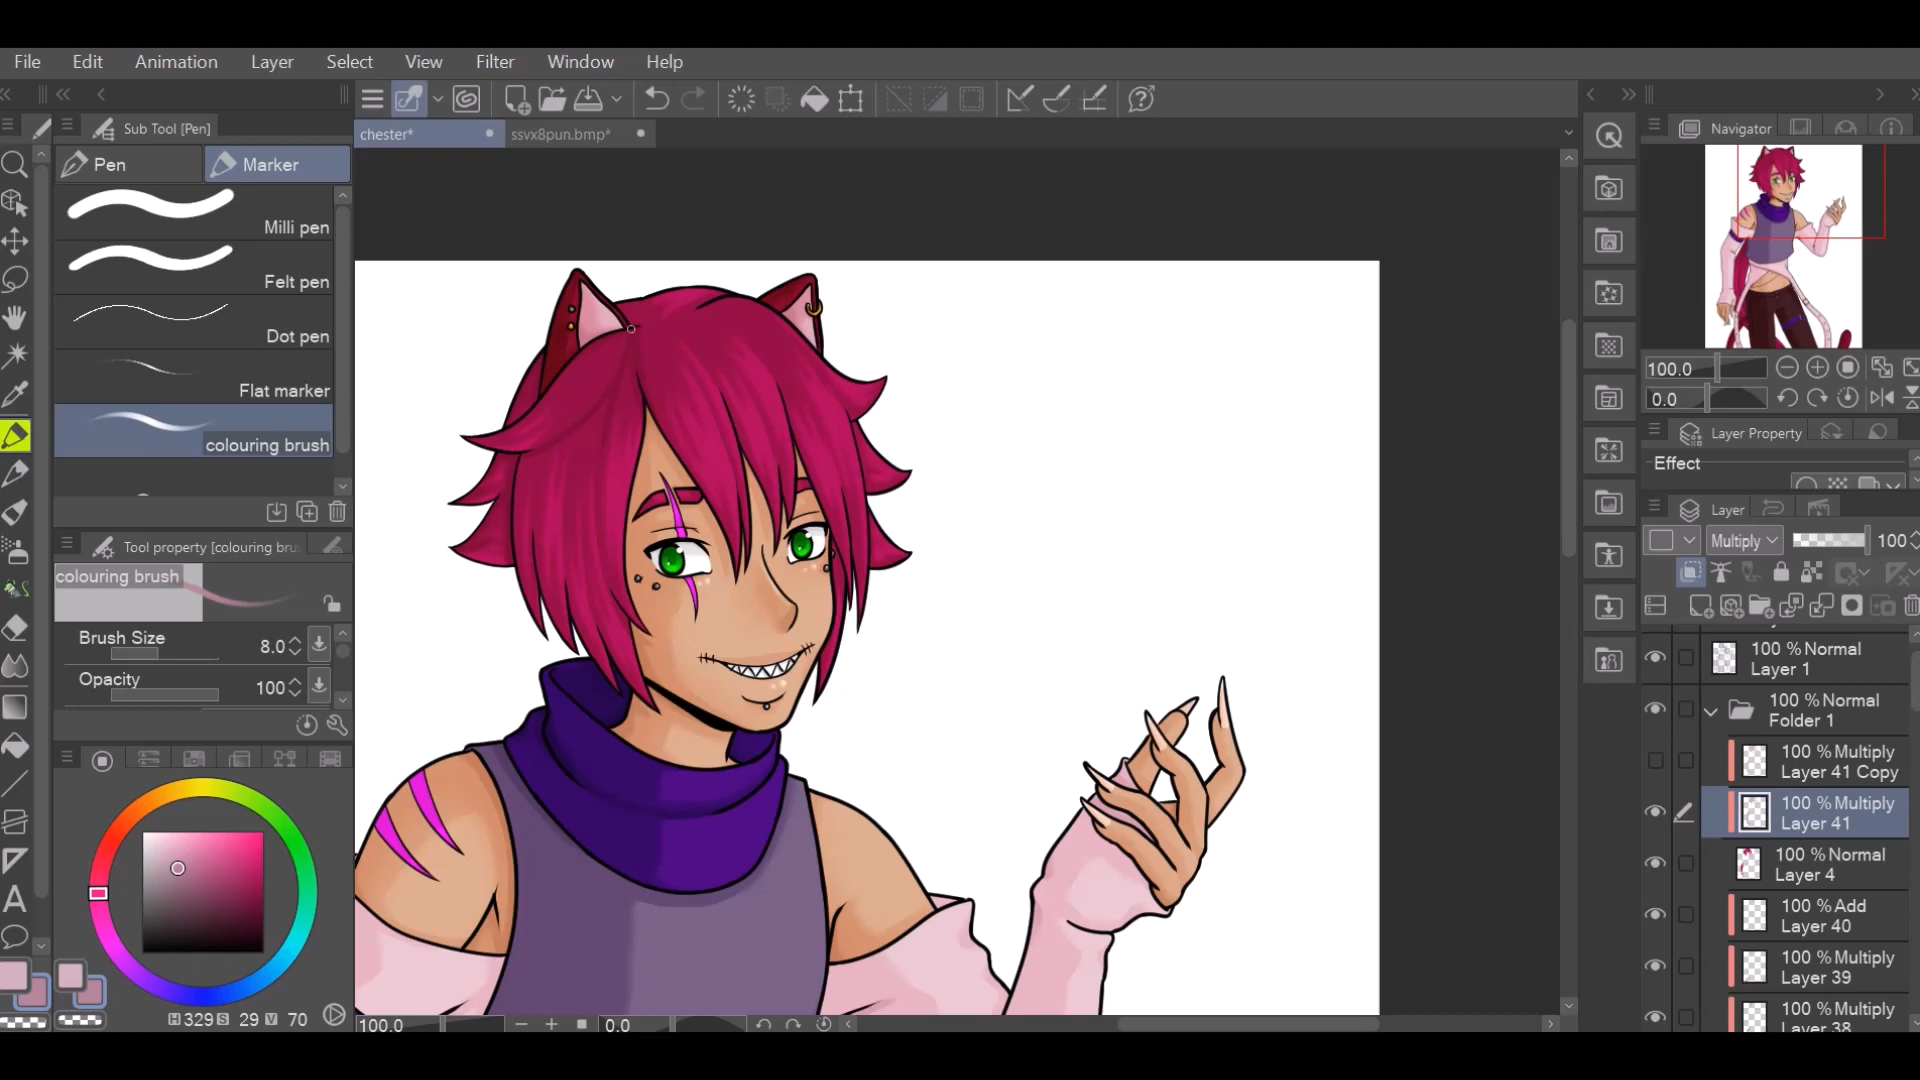 File Edit Animation Layer Select View Filter Window Help
Sub Tool [Pen]
Pen Marker
Milli pen
Felt pen
Dot pen
Flat marker
colouring brush
Tool property [colouring bru
colouring brush
Brush Size 8.0
Opacity 100
H 329 S 29 V 70
chester* ssvx8pun.bmp*
100.0 0.0
Navigator
100.0
0.0
Layer Property
Effect
Layer
Multiply 100
100 % Normal
Layer 1
100 % Normal
Folder 1
100 % Multiply
Layer 41 Copy
100 % Multiply
Layer 41
100 % Normal
Layer 4
100 % Add
Layer 40
100 % Multiply
Layer 39
100 % Multiply
Layer 38